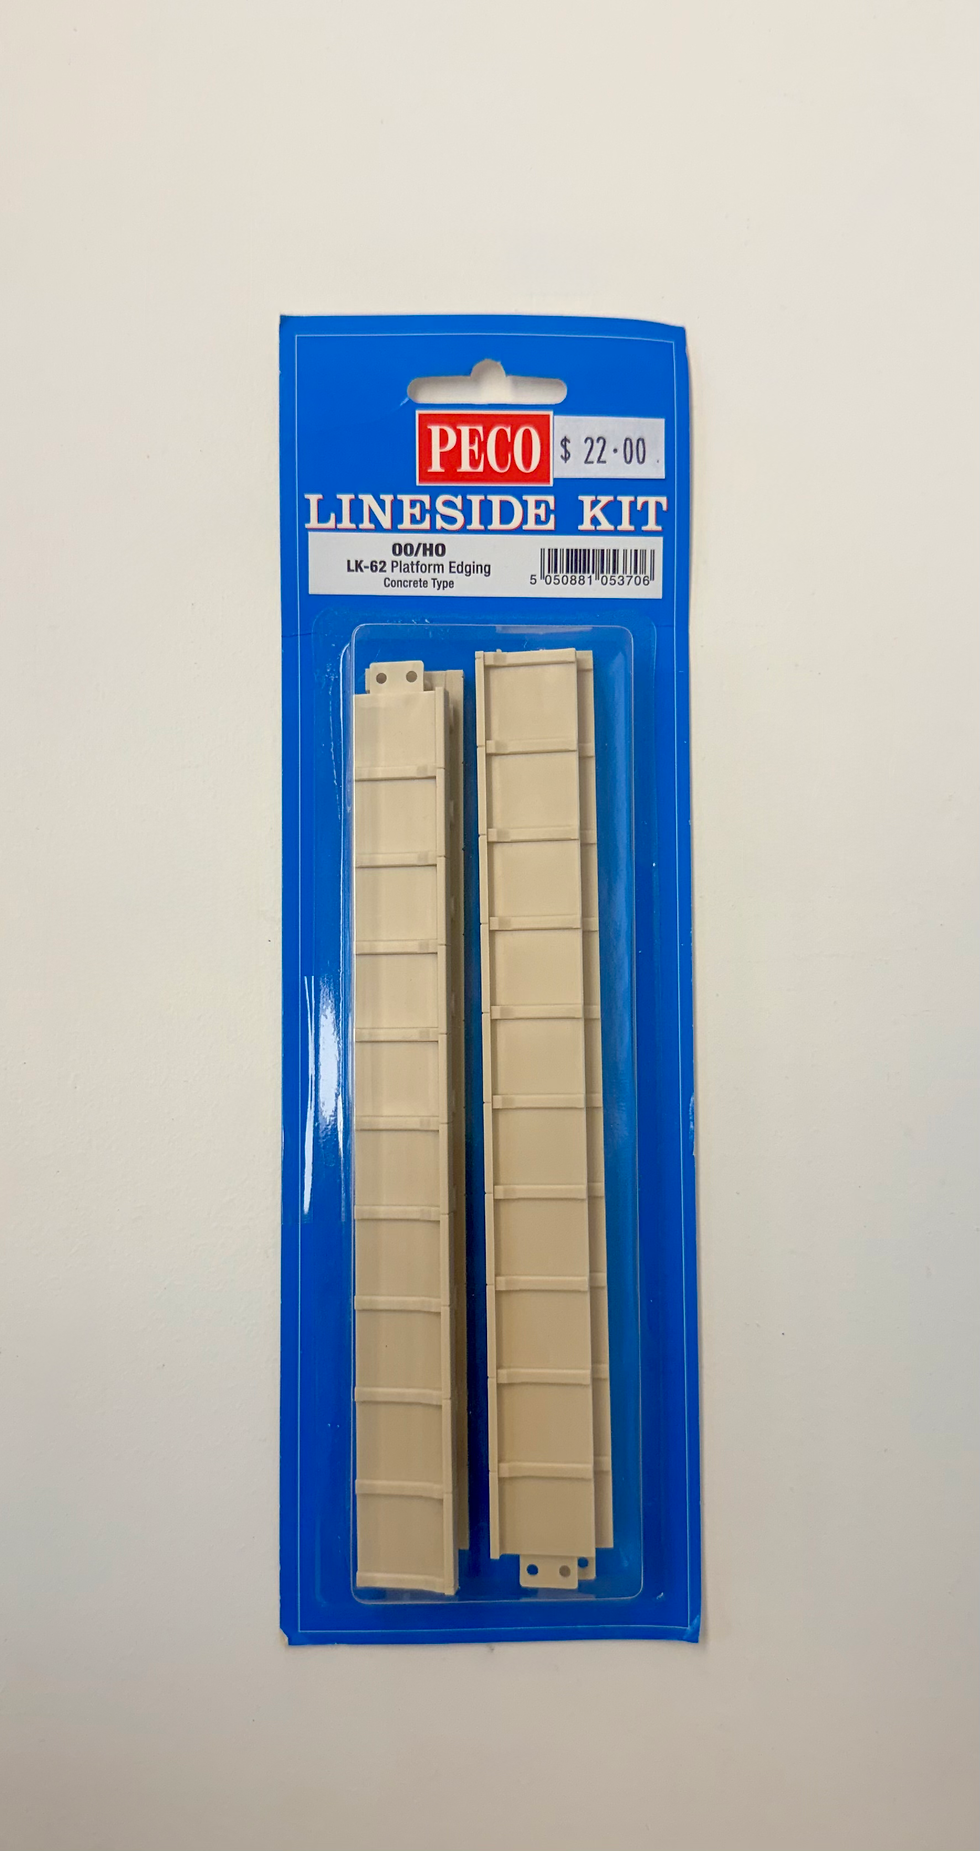 PECO
$ 22·00
LINESIDE KIT
OO/HO
LK-62 Platform Edging
Concrete Type
5 050881 053706